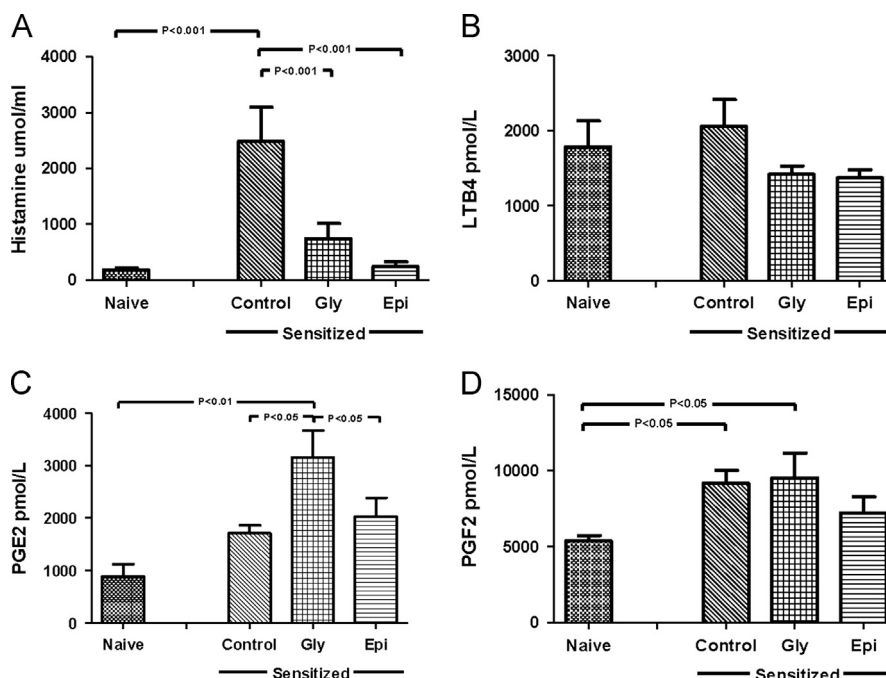 A
P<0.001
P<0.001
P<0.001
Histamine umol/ml
4000
3000
2000
1000
0
Naive Control Gly Epi
Sensitized
B
LTB4 pmol/L
3000
2000
1000
0
Naive Control Gly Epi
Sensitized
C
P<0.01
P<0.05 P<0.05
PGE2 pmol/L
4000
3000
2000
1000
0
Naive Control Gly Epi
Sensitized
D
P<0.05
P<0.05
PGF2 pmol/L
15000
10000
5000
0
Naive Control Gly Epi
Sensitized